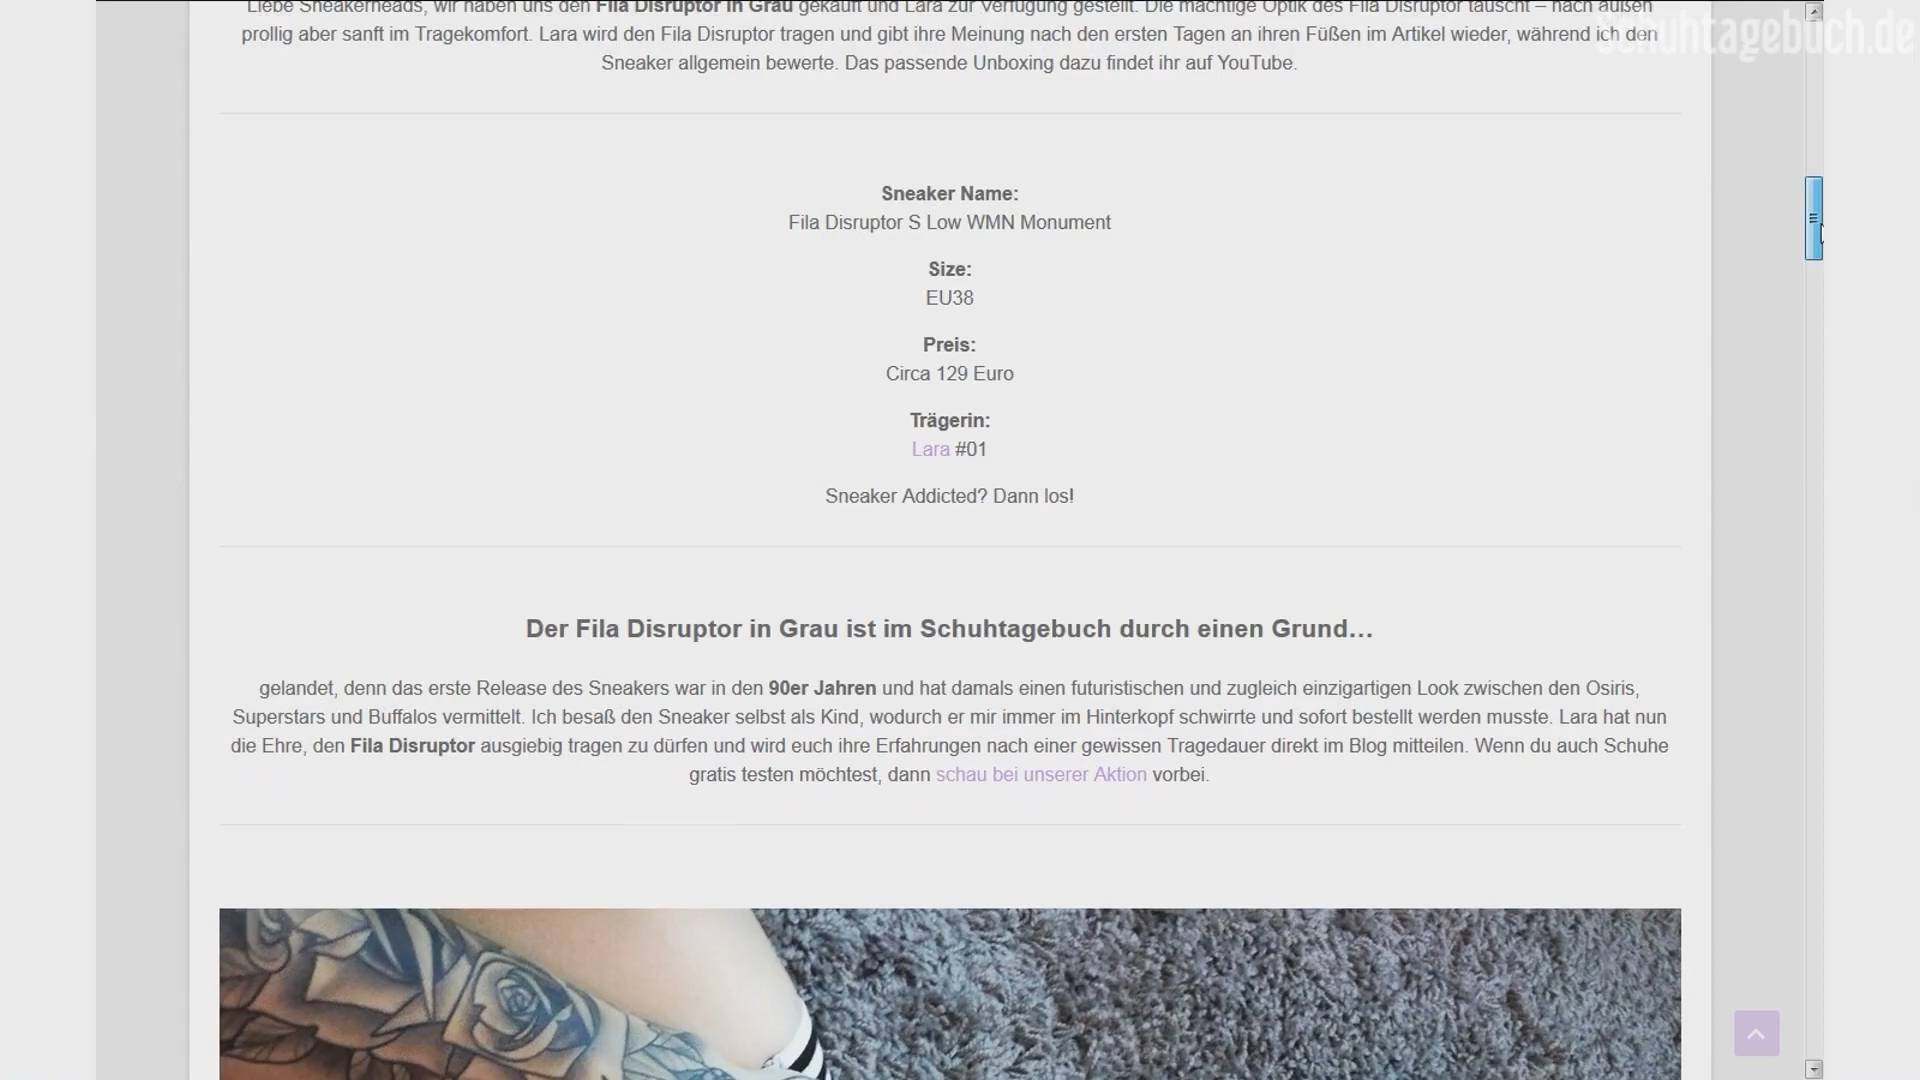 Liebe Sneakerheads, wir haben uns den Fila Disruptor in Grau gekauft und Lara zur Verfügung gestellt. Die mächtige Optik des Fila Disruptor täuscht – nach außen
prollig aber sanft im Tragekomfort. Lara wird den Fila Disruptor tragen und gibt ihre Meinung nach den ersten Tagen an ihren Füßen im Artikel wieder, während ich den
Sneaker allgemein bewerte. Das passende Unboxing dazu findet ihr auf YouTube.
schuhtagebuch.de
Sneaker Name:
Fila Disruptor S Low WMN Monument
Size:
EU38
Preis:
Circa 129 Euro
Trägerin:
Lara #01
Sneaker Addicted? Dann los!
Der Fila Disruptor in Grau ist im Schuhtagebuch durch einen Grund…
gelandet, denn das erste Release des Sneakers war in den 90er Jahren und hat damals einen futuristischen und zugleich einzigartigen Look zwischen den Osiris,
Superstars und Buffalos vermittelt. Ich besaß den Sneaker selbst als Kind, wodurch er mir immer im Hinterkopf schwirrte und sofort bestellt werden musste. Lara hat nun
die Ehre, den Fila Disruptor ausgiebig tragen zu dürfen und wird euch ihre Erfahrungen nach einer gewissen Tragedauer direkt im Blog mitteilen. Wenn du auch Schuhe
gratis testen möchtest, dann schau bei unserer Aktion vorbei.